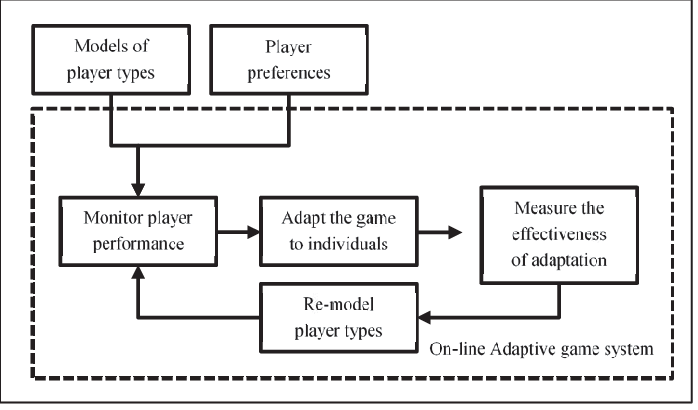 Models of
player types
Player
preferences
Monitor player
performance
Adapt the game
to individuals
Measure the
effectiveness
of adaptation
Re-model
player types
On-line Adaptive game system